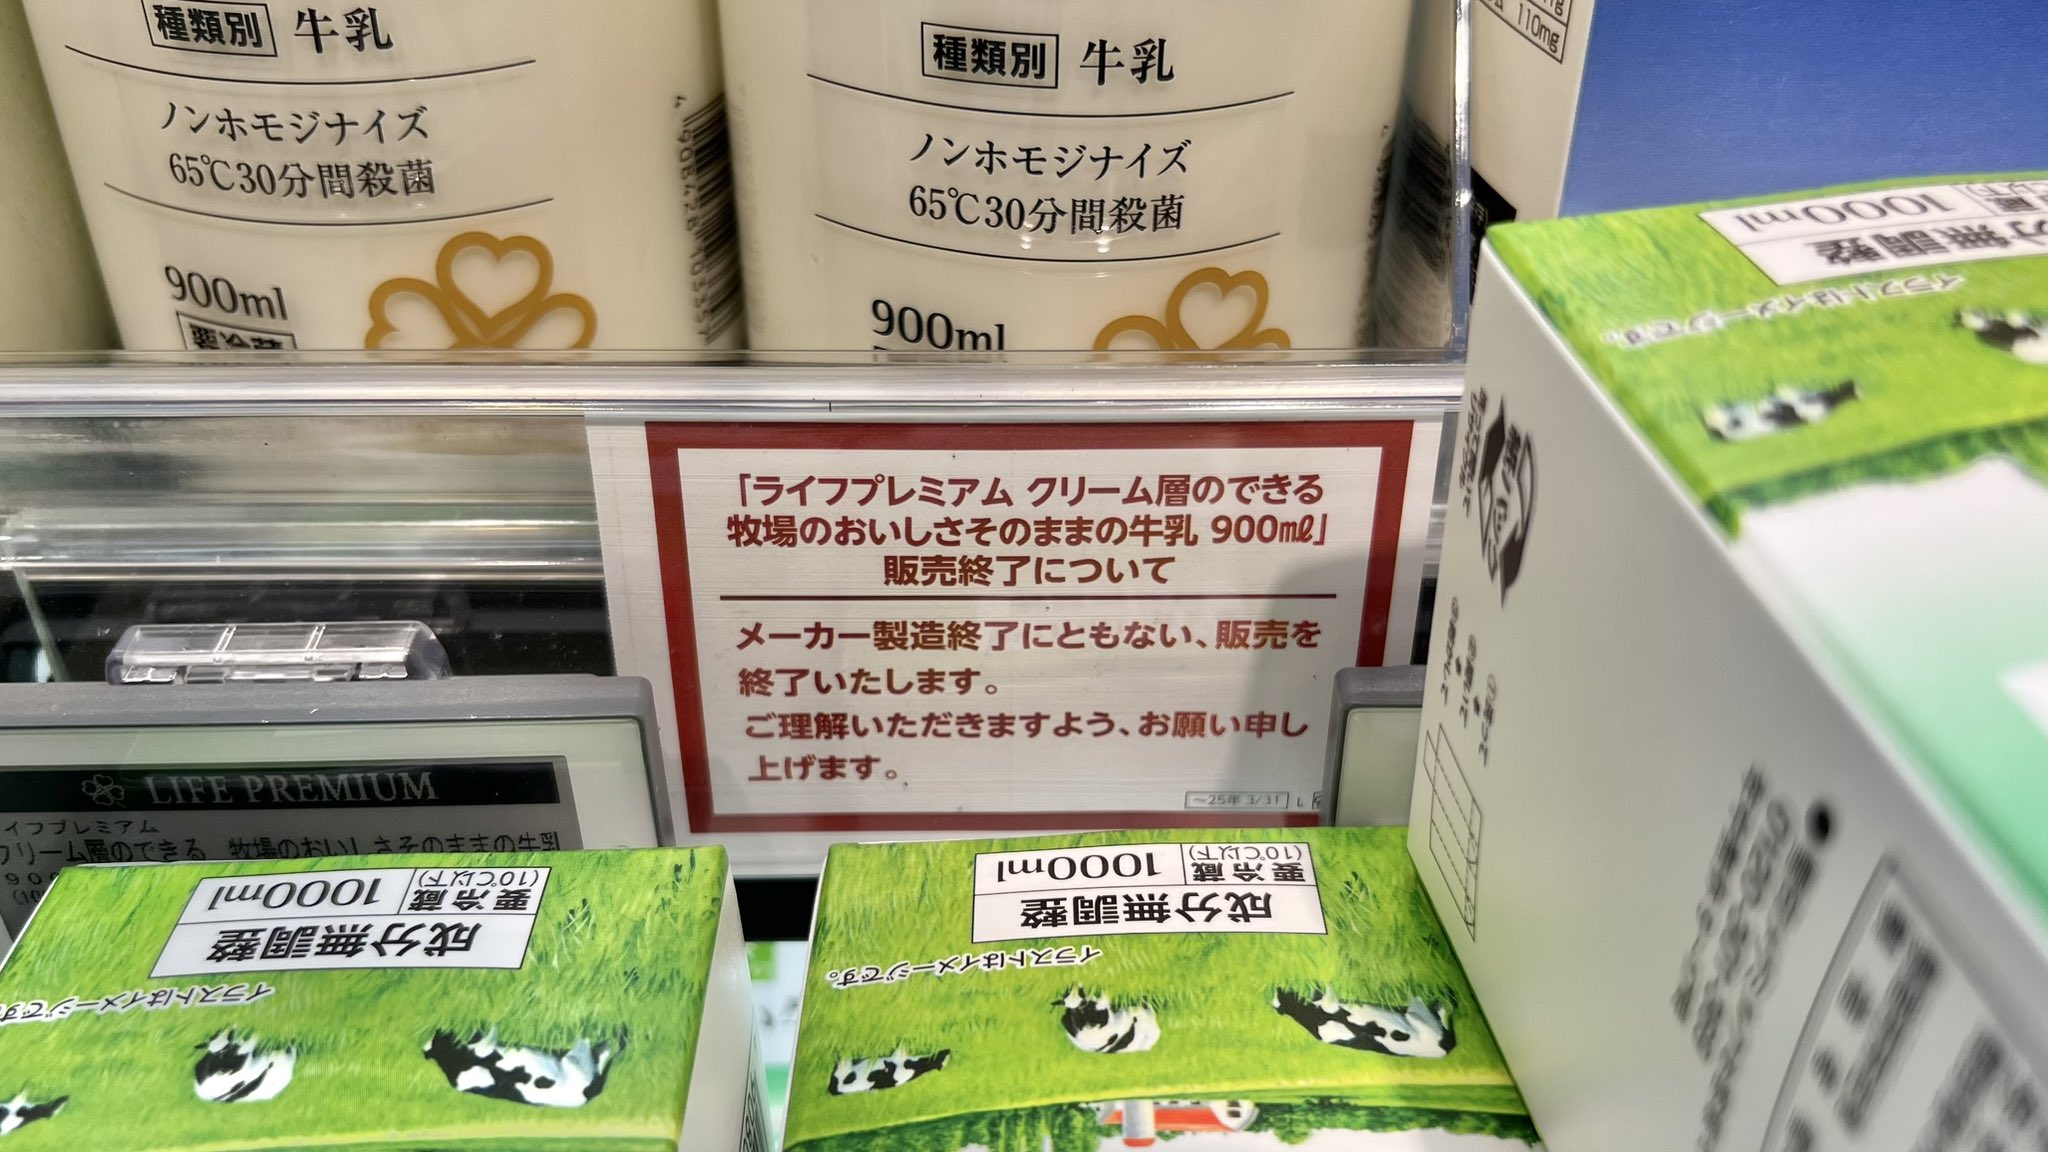 種類別 牛乳
ノンホモジナイズ
65℃30分間殺菌
900ml
種類別 牛乳
ノンホモジナイズ
65℃30分間殺菌
900ml
110mg
「ライフプレミアム クリーム層のできる
牧場のおいしさそのままの牛乳 900㎖」
販売終了について
メーカー製造終了にともない、販売を
終了いたします。
ご理解いただきますよう、お願い申し
上げます。
～25年 3/31
LIFE PREMIUM
イフプレミアム
クリーム層のできる 牧場のおいしさそのままの牛乳
イラストはイメージです。
成分無調整
1000ml
要冷蔵
(10℃以下)
イラストはイメージです。
成分無調整
1000ml
要冷蔵
(10℃以下)
イラストはイメージです。
無調整
1000ml